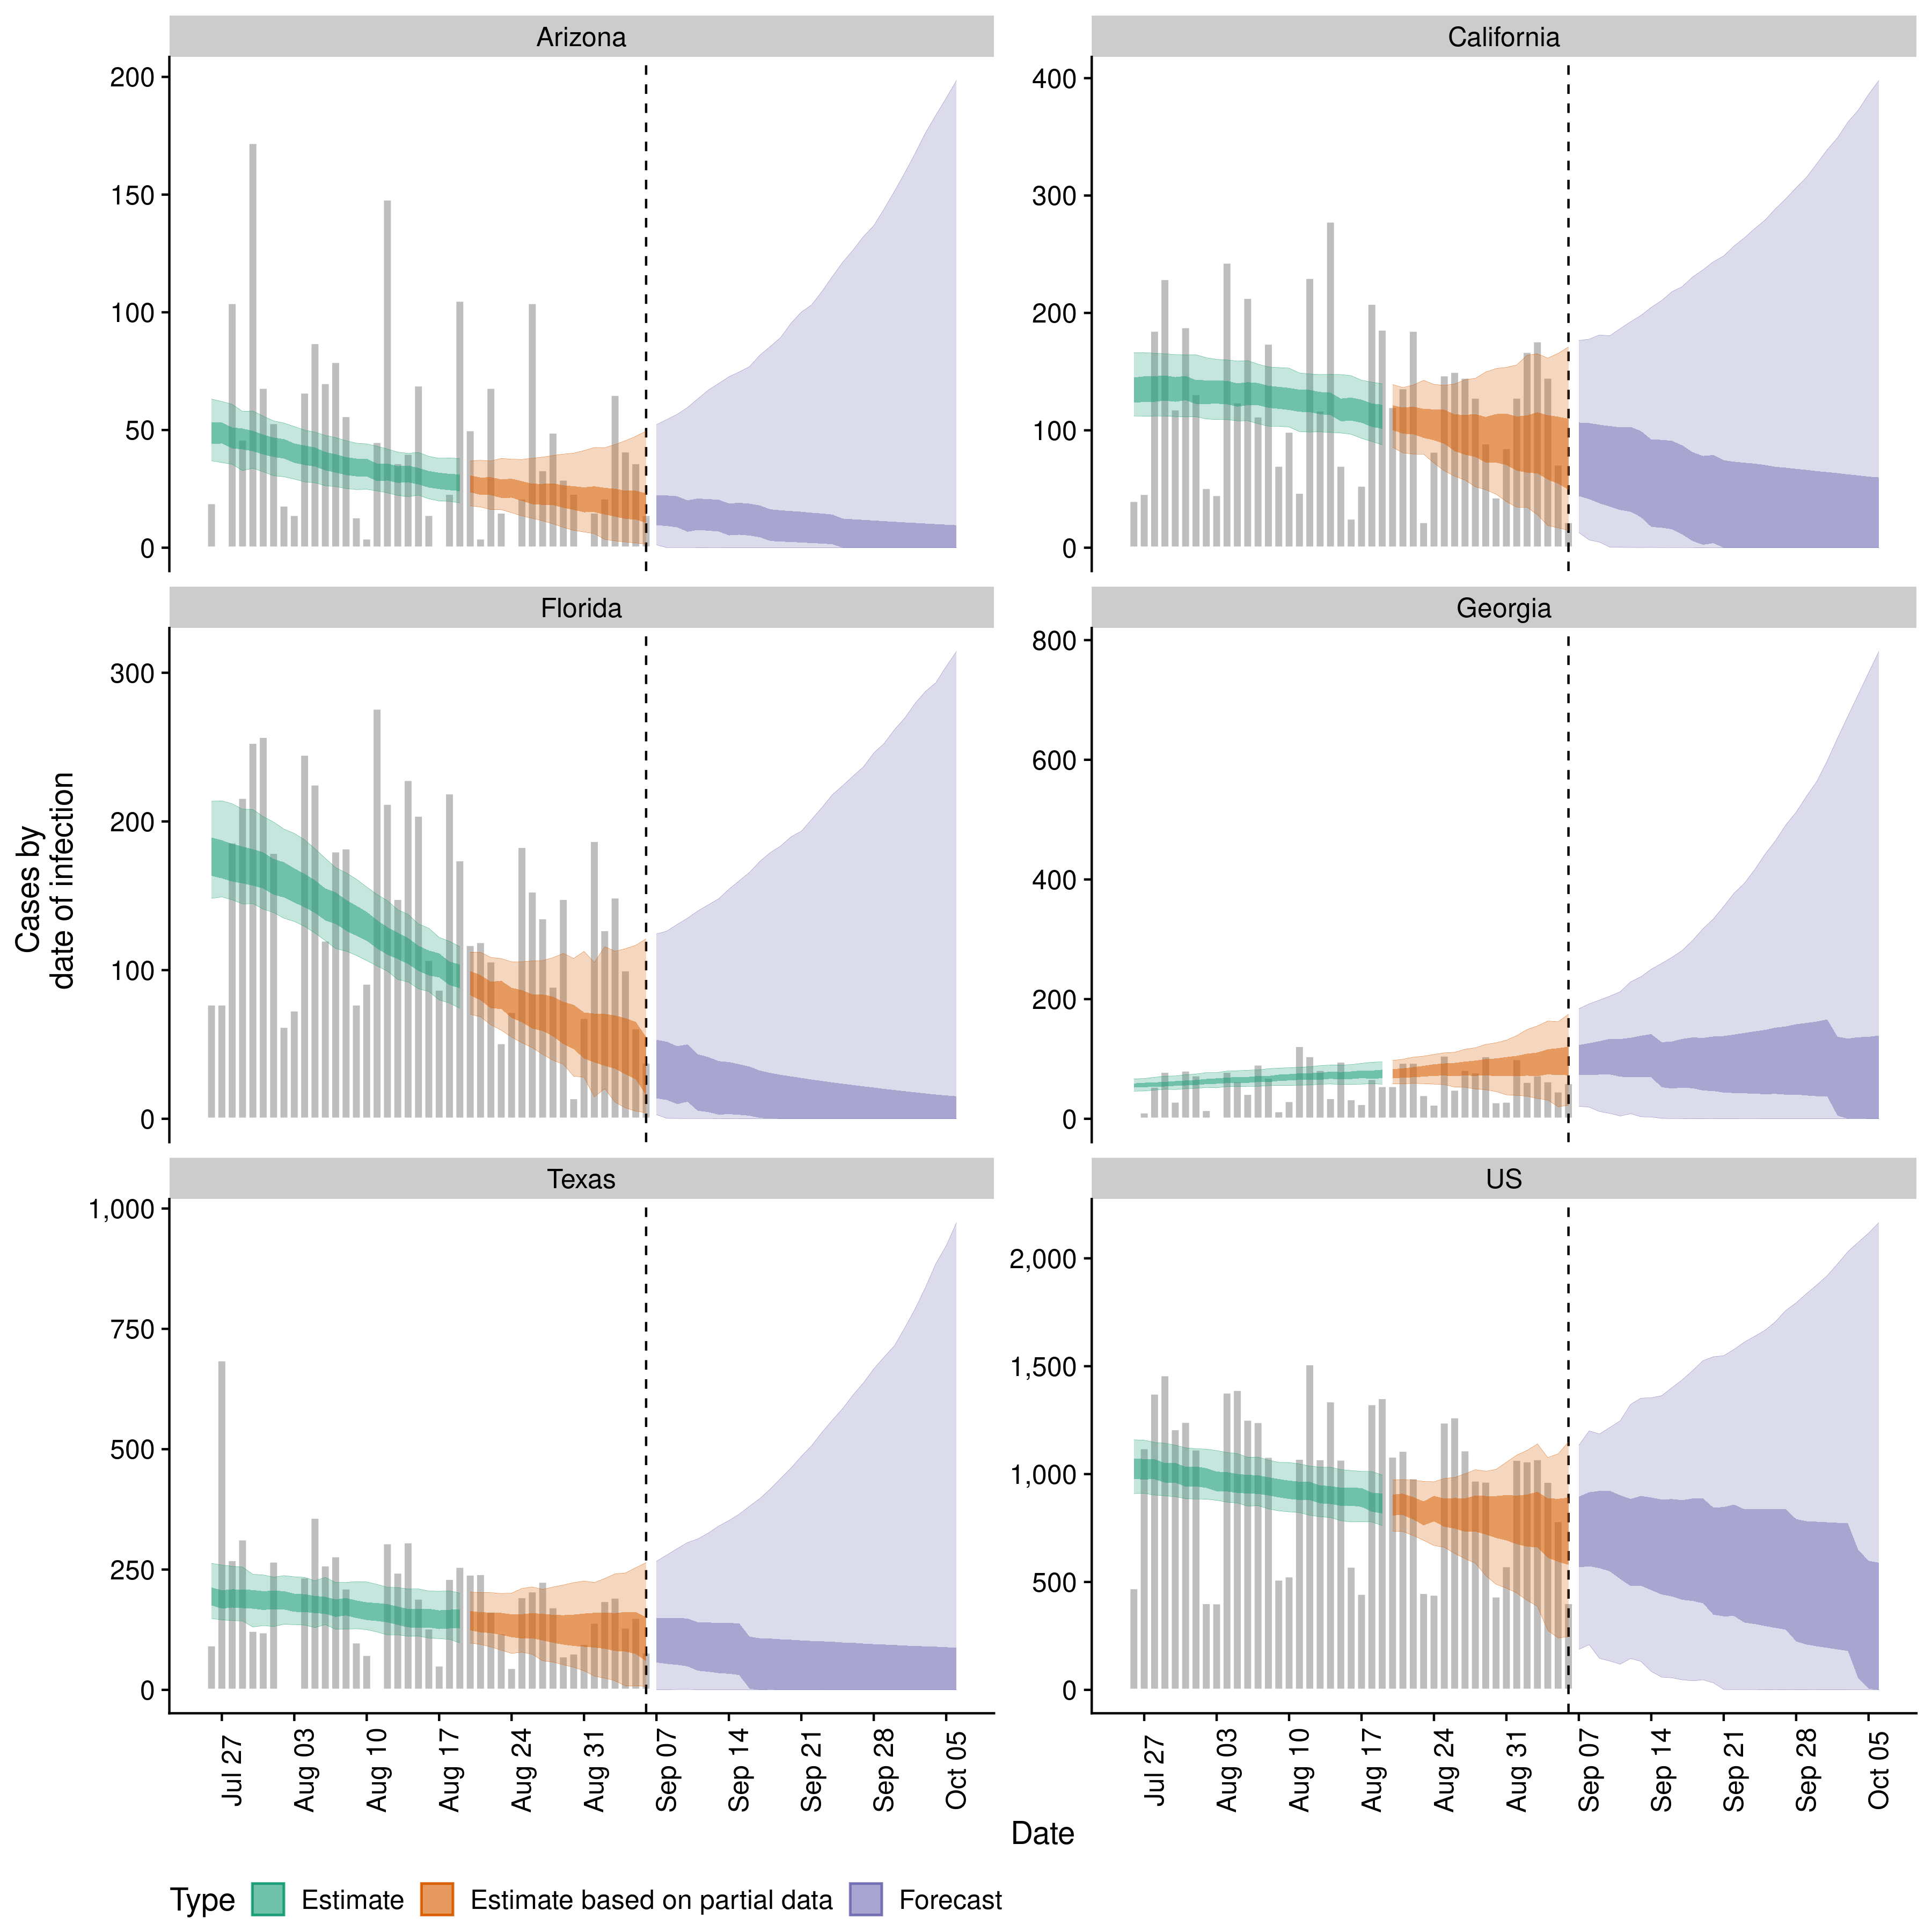 Arizona
California
200
150
100
50
0
400
300
200
100
0
Florida
Georgia
300
200
100
0
800
600
400
200
0
Cases by
date of infection
Texas
US
1,000
750
500
250
0
2,000
1,500
1,000
500
0
Jul 27
Aug 03
Aug 10
Aug 17
Aug 24
Aug 31
Sep 07
Sep 14
Sep 21
Sep 28
Oct 05
Jul 27
Aug 03
Aug 10
Aug 17
Aug 24
Aug 31
Sep 07
Sep 14
Sep 21
Sep 28
Oct 05
Date
Type Estimate Estimate based on partial data Forecast